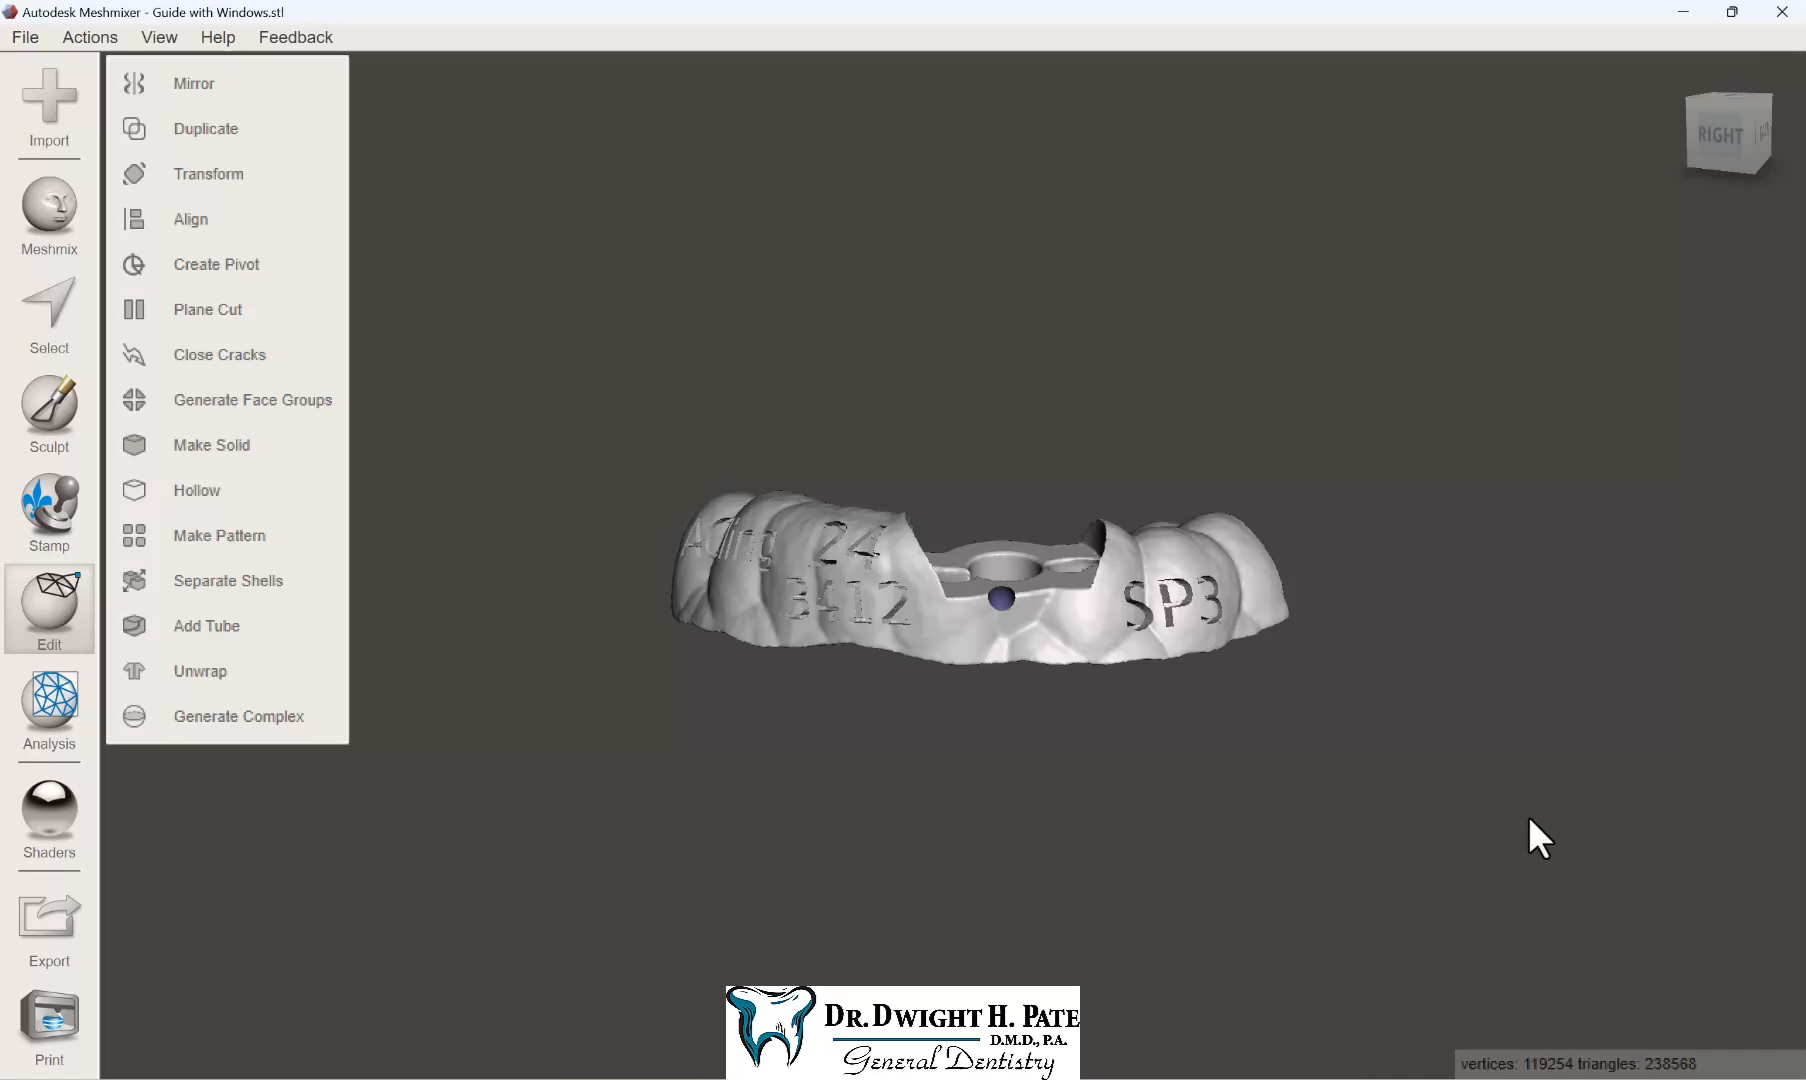 Autodesk Meshmixer - Guide with Windows.stl
File Actions View Help Feedback
Import
Meshmix
Select
Sculpt
Stamp
Edit
Analysis
Shaders
Export
Print
Mirror
Duplicate
Transform
Align
Create Pivot
Plane Cut
Close Cracks
Generate Face Groups
Make Solid
Hollow
Make Pattern
Separate Shells
Add Tube
Unwrap
Generate Complex
RIGHT
24
SP3
DR. DWIGHT H. PATE
D.M.D., P.A.
General Dentistry
vertices: 119254 triangles: 238568